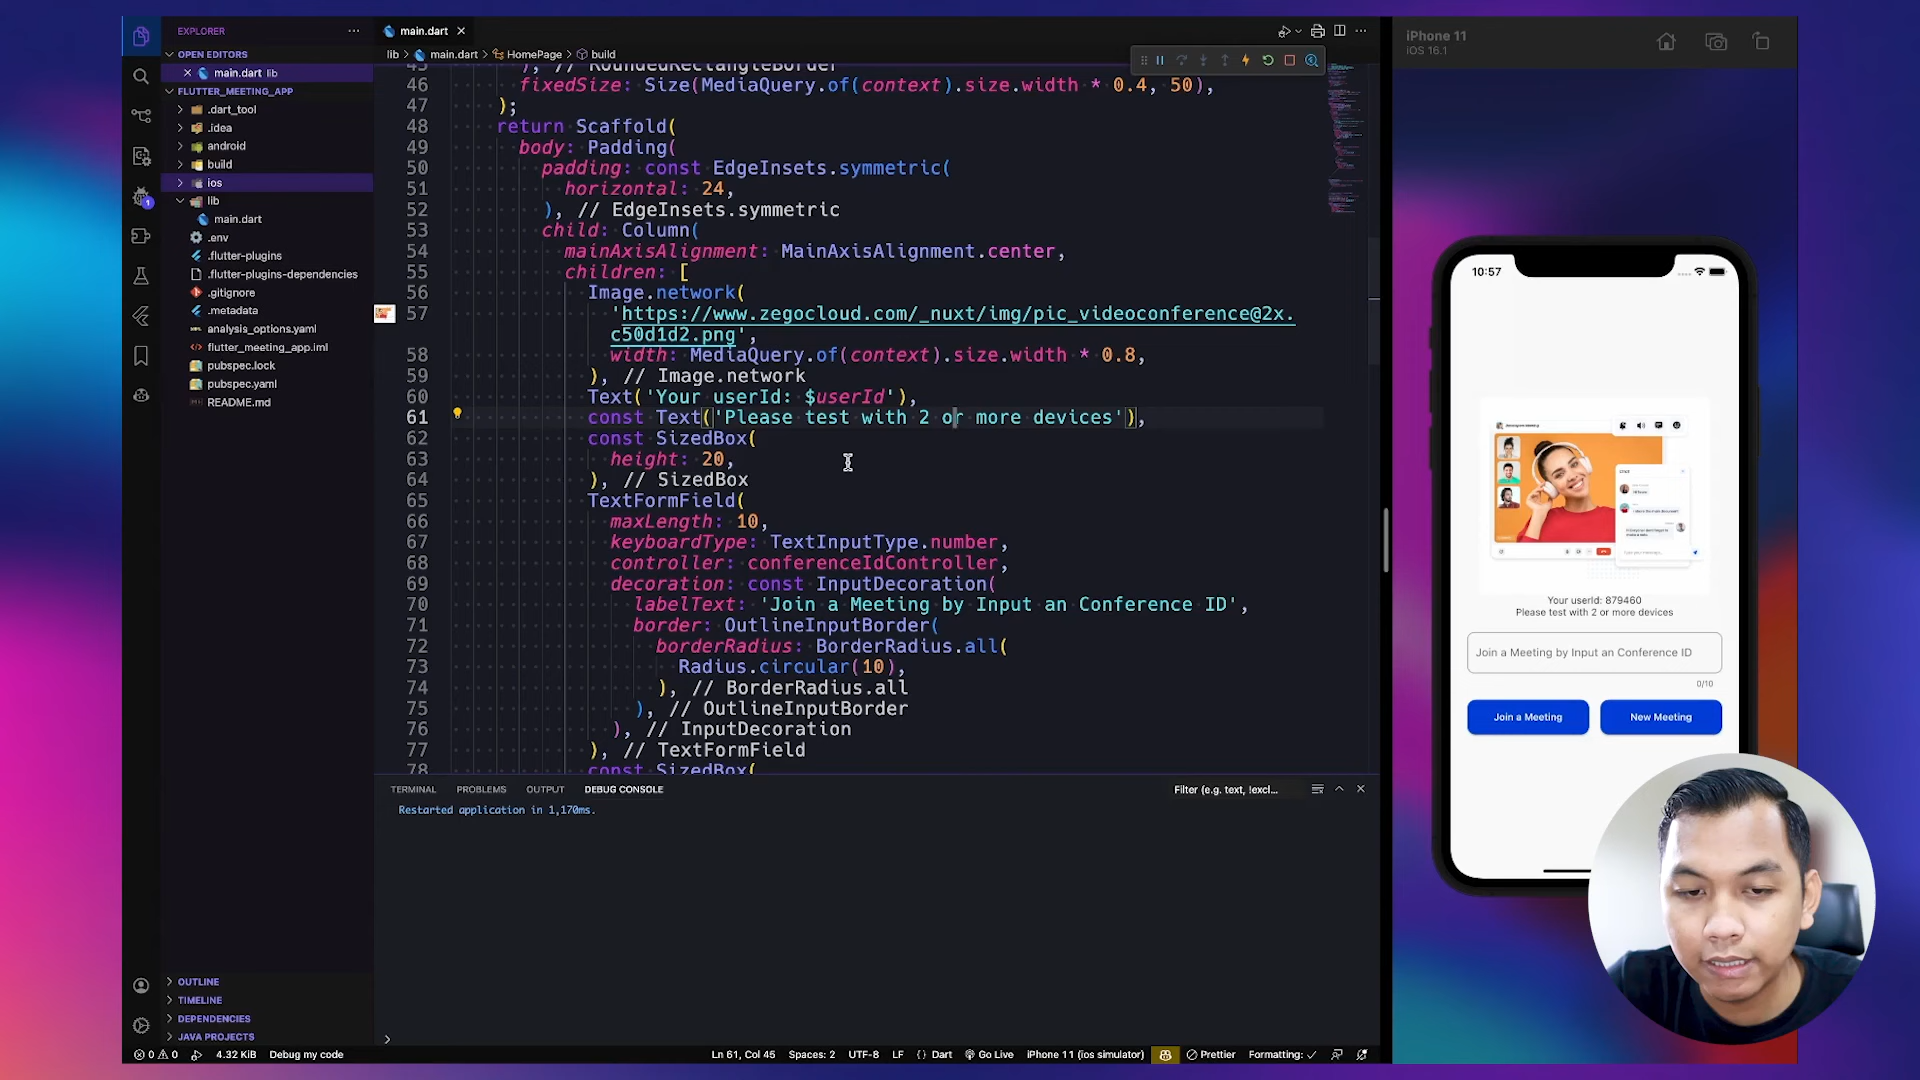 EXPLORER
OPEN EDITORS
main.dart lib
FLUTTER_MEETING_APP
.dart_tool
.idea
android
build
ios
lib
main.dart
.env
.flutter-plugins
.flutter-plugins-dependencies
.gitignore
.metadata
analysis_options.yaml
flutter_meeting_app.iml
pubspec.lock
pubspec.yaml
README.md
OUTLINE
TIMELINE
DEPENDENCIES
JAVA PROJECTS
1
main.dart
lib > main.dart > HomePage > build
45 ), // RoundedRectangleBorder
46 fixedSize: Size(MediaQuery.of(context).size.width * 0.4, 50),
47 );
48 return Scaffold(
49 body: Padding(
50 padding: const EdgeInsets.symmetric(
51 horizontal: 24,
52 ), // EdgeInsets.symmetric
53 child: Column(
54 mainAxisAlignment: MainAxisAlignment.center,
55 children: [
56 Image.network(
57 'https://www.zegocloud.com/_nuxt/img/pic_videoconference@2x.
c50d1d2.png',
58 width: MediaQuery.of(context).size.width * 0.8,
59 ), // Image.network
60 Text('Your userId: $userId'),
61 const Text('Please test with 2 or more devices'),
62 const SizedBox(
63 height: 20,
64 ), // SizedBox
65 TextFormField(
66 maxLength: 10,
67 keyboardType: TextInputType.number,
68 controller: conferenceIdController,
69 decoration: const InputDecoration(
70 labelText: 'Join a Meeting by Input an Conference ID',
71 border: OutlineInputBorder(
72 borderRadius: BorderRadius.all(
73 Radius.circular(10),
74 ), // BorderRadius.all
75 ), // OutlineInputBorder
76 ), // InputDecoration
77 ), // TextFormField
78 const SizedBox(
TERMINAL PROBLEMS OUTPUT DEBUG CONSOLE
Filter (e.g. text, !excl...
Restarted application in 1,170ms.
0 0 4.32 KiB Debug my code
Ln 61, Col 45 Spaces: 2 UTF-8 LF {} Dart Go Live iPhone 11 (ios simulator) Prettier Formatting: ✓
iPhone 11
iOS 16.1
10:57
Your userId: 879460
Please test with 2 or more devices
Join a Meeting by Input an Conference ID
0/10
Join a Meeting
New Meeting